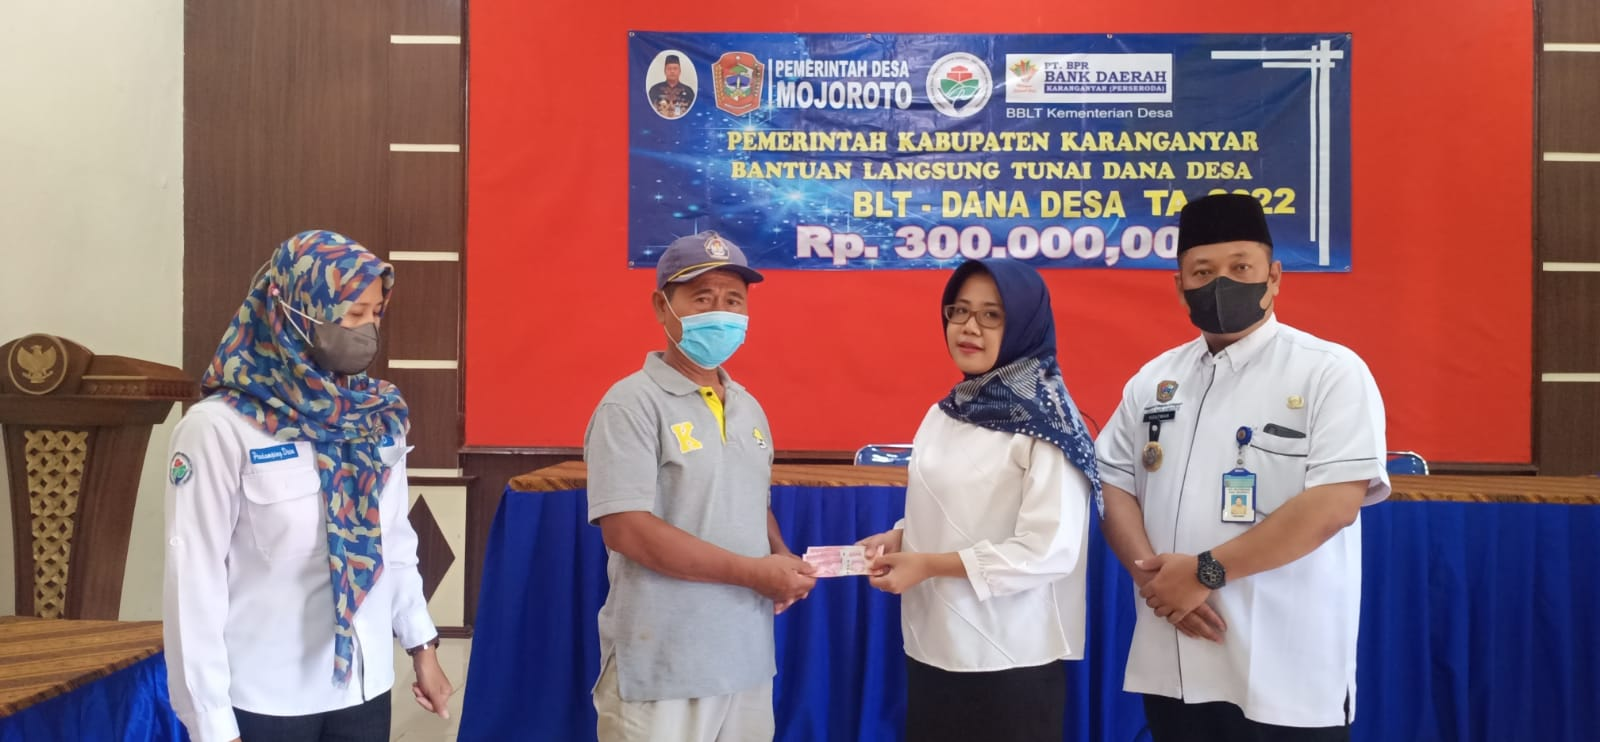 PEMERINTAH DESA
MOJOROTO
PT. BPR
BANK DAERAH
KARANGANYAR (PERSERODA)
BBLT Kementerian Desa
PEMERINTAH KABUPATEN KARANGANYAR
BANTUAN LANGSUNG TUNAI DANA DESA
BLT - DANA DESA TA 2022
Rp. 300.000,00
Pendamping Desa
K